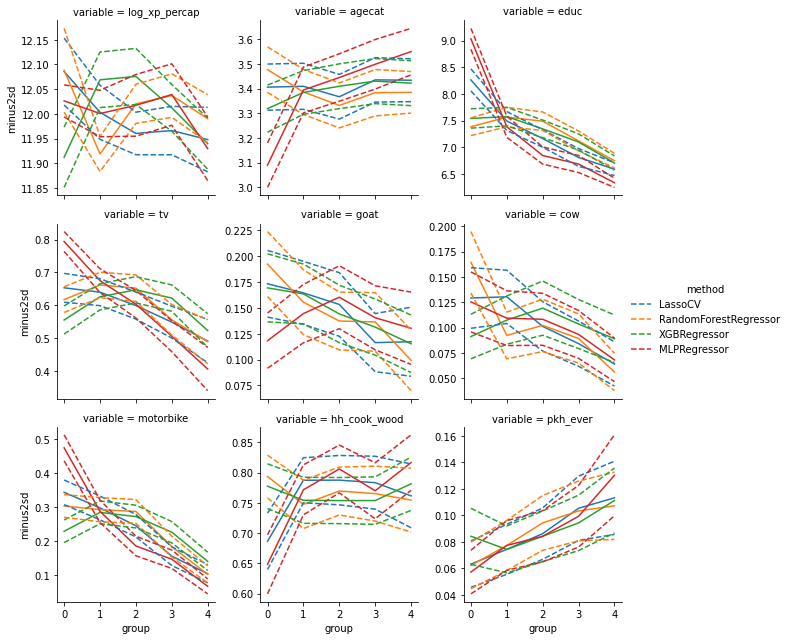 variable = log_xp_percap
variable = agecat
variable = educ
minus2sd
12.15
12.10
12.05
12.00
11.95
11.90
11.85
3.6
3.5
3.4
3.3
3.2
3.1
3.0
9.0
8.5
8.0
7.5
7.0
6.5
variable = tv
variable = goat
variable = cow
minus2sd
0.8
0.7
0.6
0.5
0.4
0.225
0.200
0.175
0.150
0.125
0.100
0.075
0.200
0.175
0.150
0.125
0.100
0.075
0.050
method
LassoCV
RandomForestRegressor
XGBRegressor
MLPRegressor
variable = motorbike
variable = hh_cook_wood
variable = pkh_ever
minus2sd
0.5
0.4
0.3
0.2
0.1
0.85
0.80
0.75
0.70
0.65
0.60
0.16
0.14
0.12
0.10
0.08
0.06
0.04
0 1 2 3 4
0 1 2 3 4
0 1 2 3 4
group
group
group